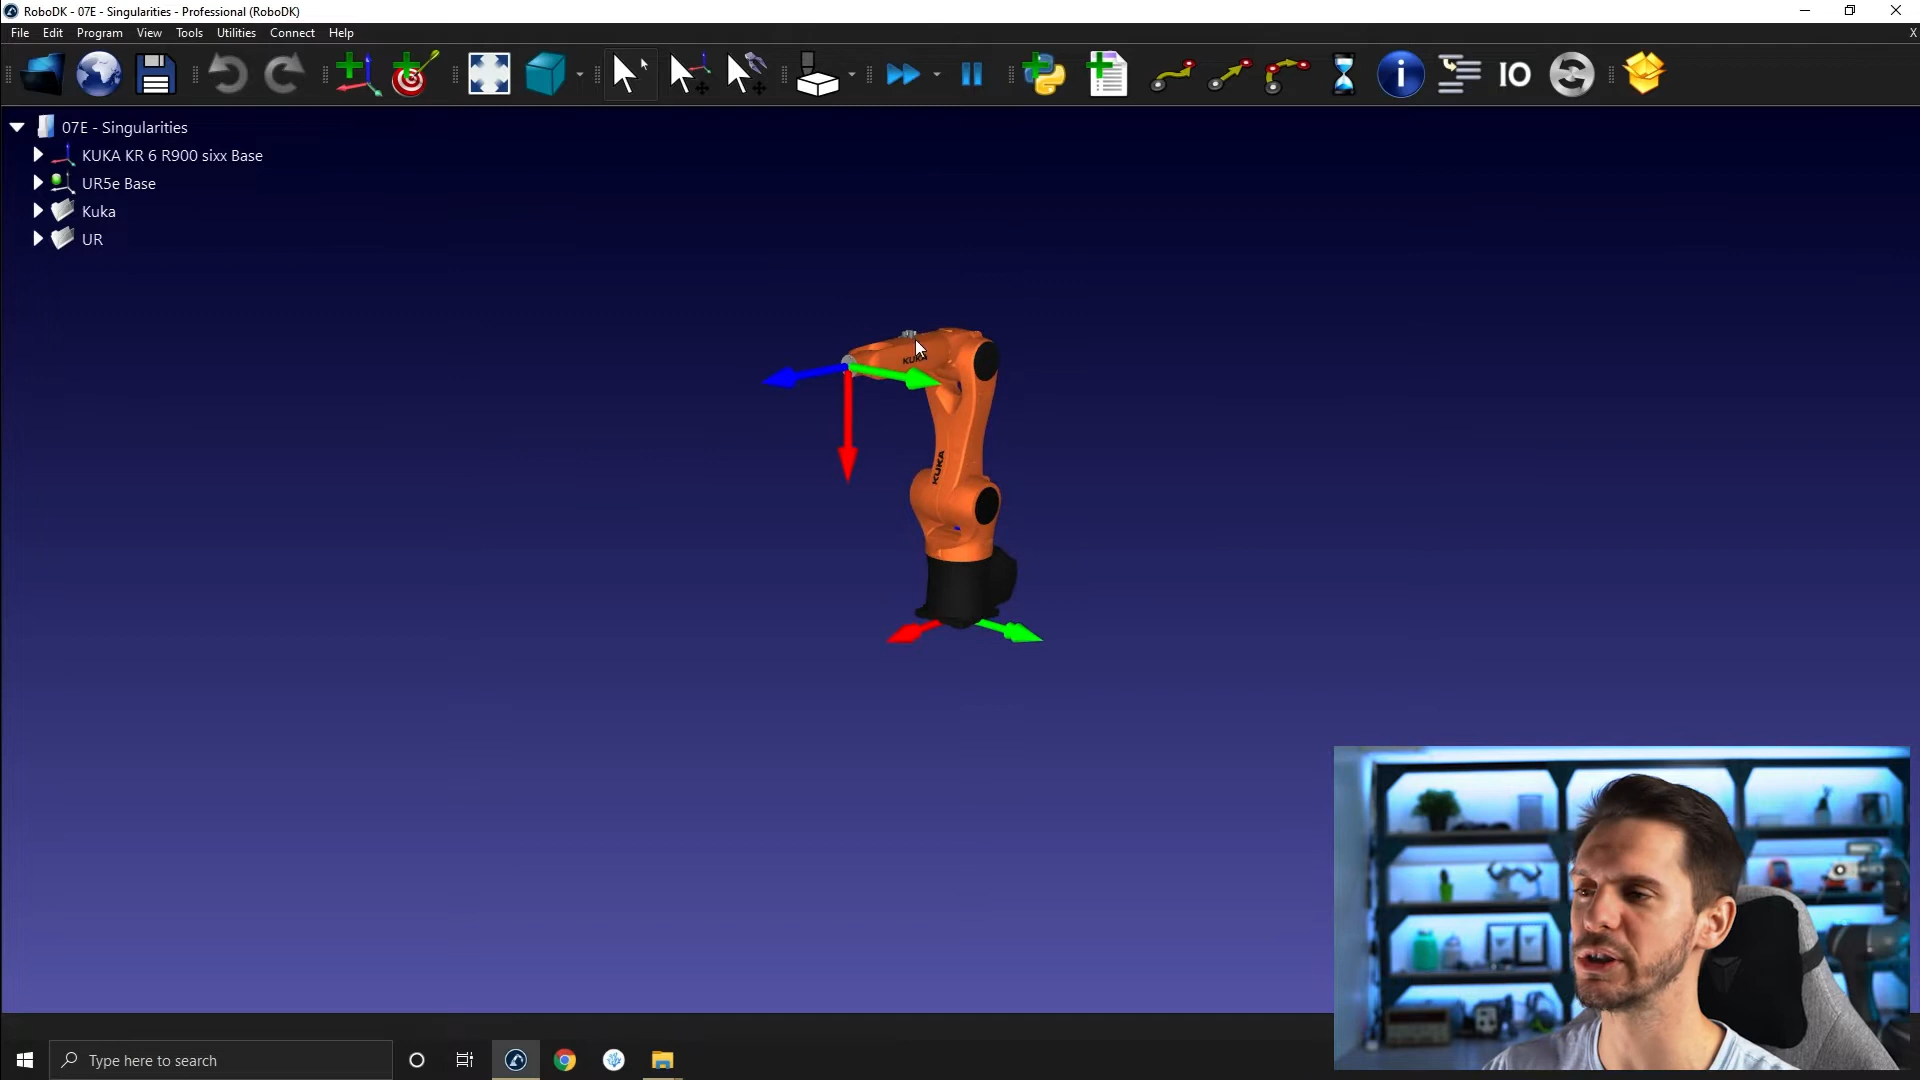 RoboDK - 07E - Singularities - Professional (RoboDK)
File Edit Program View Tools Utilities Connect Help
X
IO
07E - Singularities
KUKA KR 6 R900 sixx Base
UR5e Base
Kuka
UR
KUKA
KUKA
Type here to search